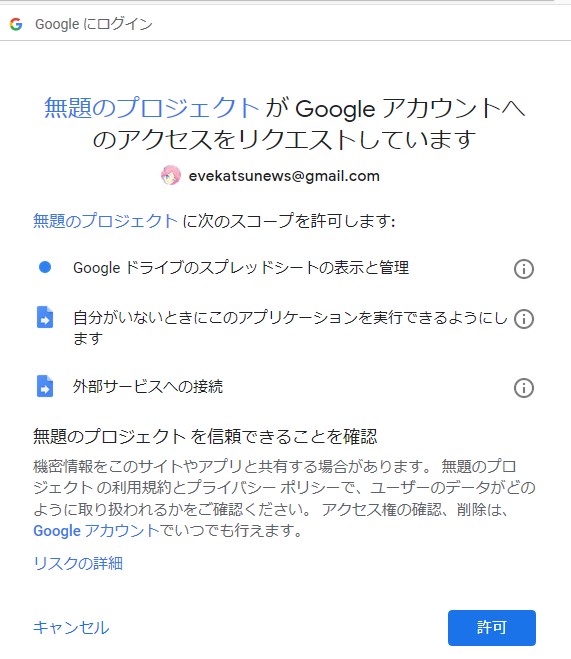 Google にログイン
無題のプロジェクト が Google アカウントへ
のアクセスをリクエストしています
evekatsunews@gmail.com
無題のプロジェクト に次のスコープを許可します:
Google ドライブのスプレッドシートの表示と管理
自分がいないときにこのアプリケーションを実行できるようにし
ます
外部サービスへの接続
無題のプロジェクト を信頼できることを確認
機密情報をこのサイトやアプリと共有する場合があります。 無題のプロ
ジェクト の利用規約とプライバシー ポリシーで、ユーザーのデータがどの
ように取り扱われるかをご確認ください。 アクセス権の確認、削除は、
Google アカウントでいつでも行えます。
リスクの詳細
キャンセル
許可